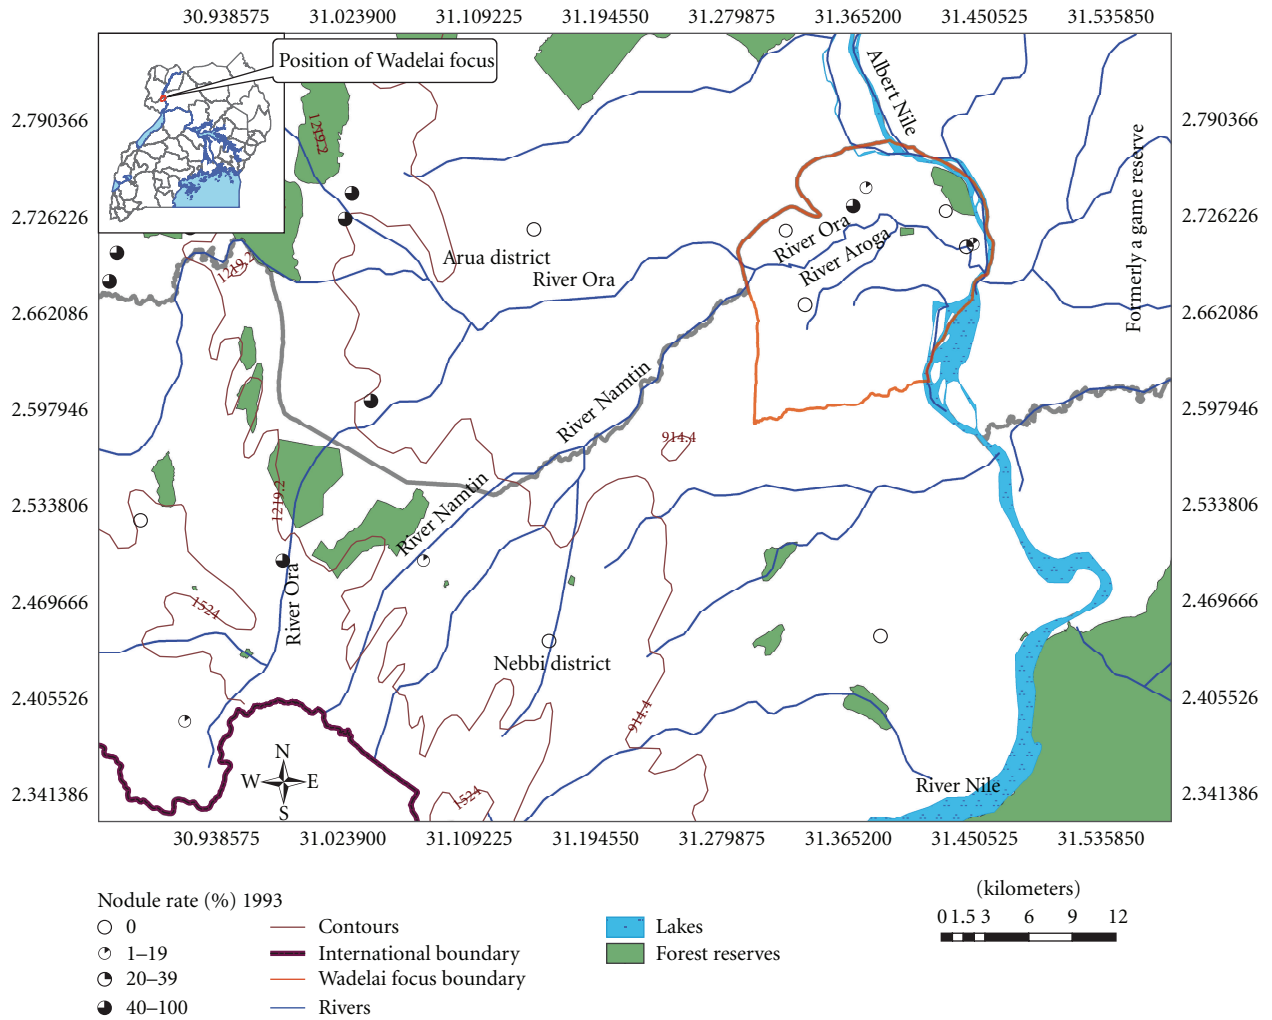 30.938575 31.023900 31.109225 31.194550 31.279875 31.365200 31.450525 31.535850
Position of Wadelai focus
Albert Nile
2.790366 2.790366
1219.2
Formerly a game reserve
2.726226 2.726226
River Ora
River Aroga
Arua district
1219.2
River Ora
2.662086 2.662086
River Namtin
2.597946 2.597946
914.4
River Namtin
1219.2
2.533806 2.533806
River Ora
2.469666 2.469666
1524
Nebbi district
2.405526 2.405526
914.4
N
W E
S
River Nile
2.341386 2.341386
1524
30.938575 31.023900 31.109225 31.194550 31.279875 31.365200 31.450525 31.535850
Nodule rate (%) 1993
0
1–19
20–39
40–100
Contours
International boundary
Wadelai focus boundary
Rivers
Lakes
Forest reserves
(kilometers)
0 1.5 3 6 9 12